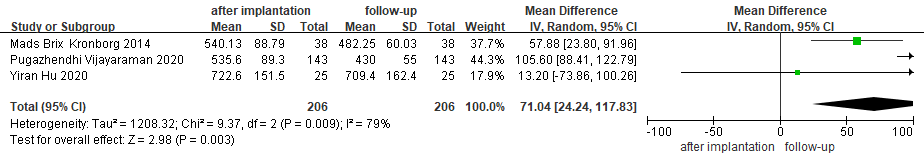 after implantation follow-up Mean Difference Mean Difference
Study or Subgroup Mean SD Total Mean SD Total Weight IV, Random, 95% CI IV, Random, 95% CI
Mads Brix Kronborg 2014 540.13 88.79 38 482.25 60.03 38 37.7% 57.88 [23.80, 91.96]
Pugazhendhi Vijayaraman 2020 535.6 89.3 143 430 55 143 44.3% 105.60 [88.41, 122.79]
Yiran Hu 2020 722.6 151.5 25 709.4 162.4 25 17.9% 13.20 [-73.86, 100.26]
Total (95% CI) 206 206 100.0% 71.04 [24.24, 117.83]
Heterogeneity: Tau² = 1208.32; Chi² = 9.37, df = 2 (P = 0.009); I² = 79%
Test for overall effect: Z = 2.98 (P = 0.003)
-100 -50 0 50 100
after implantation follow-up